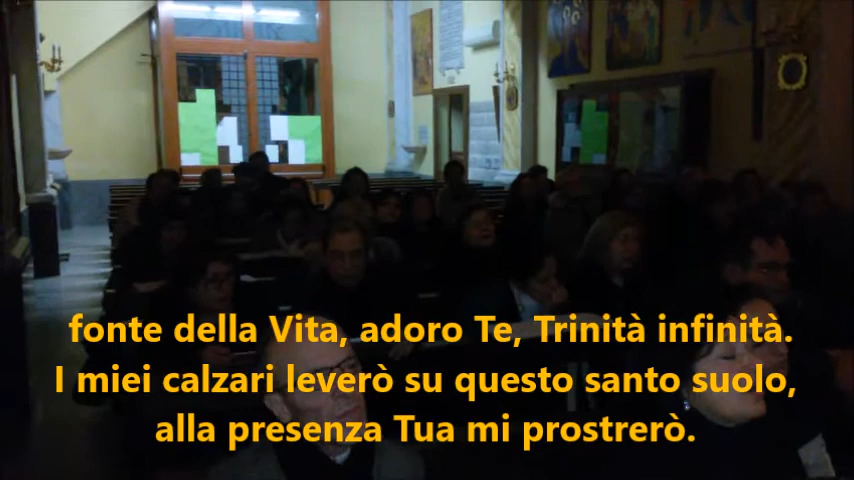 fonte della Vita, adoro Te, Trinità infinità.
I miei calzari leverò su questo santo suolo,
alla presenza Tua mi prostrerò.